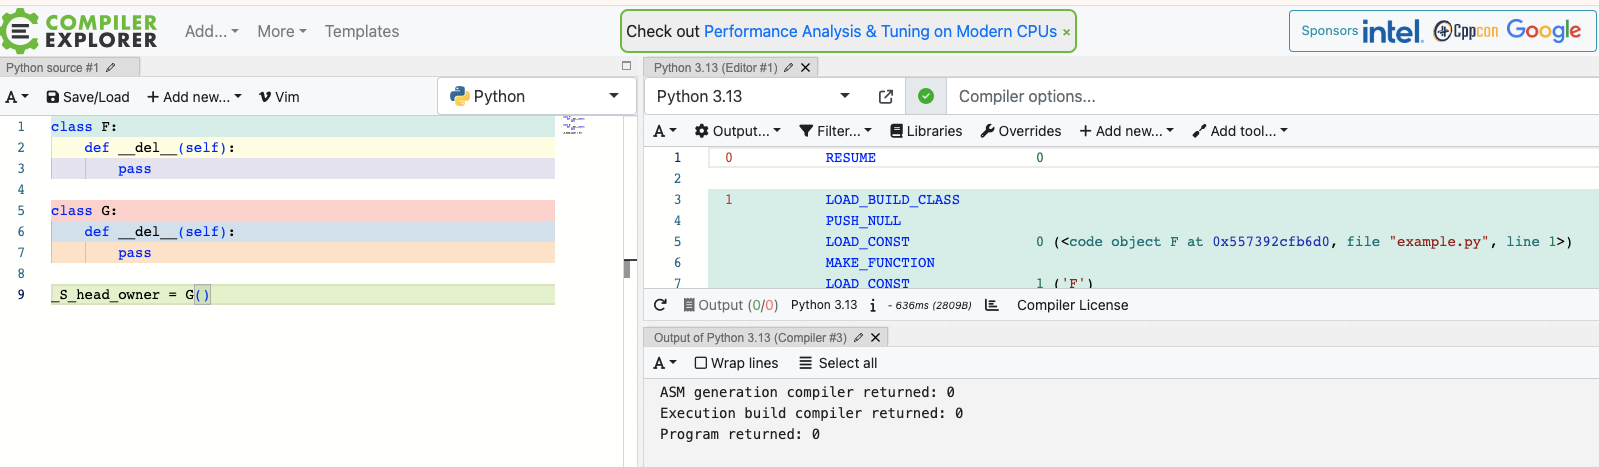 COMPILER EXPLORER Add... More Templates
Check out Performance Analysis & Tuning on Modern CPUs ×
Sponsors intel. Cppcon Google
Python source #1
A Save/Load + Add new... Vim Python
1 class F:
2     def __del__(self):
3         pass
4
5 class G:
6     def __del__(self):
7         pass
8
9 _S_head_owner = G()
Python 3.13 (Editor #1)
Python 3.13 Compiler options...
A Output... Filter... Libraries Overrides + Add new... Add tool...
1 0 RESUME 0
2
3 1 LOAD_BUILD_CLASS
4 PUSH_NULL
5 LOAD_CONST 0 (<code object F at 0x557392cfb6d0, file "example.py", line 1>)
6 MAKE_FUNCTION
7 LOAD_CONST 1 ('F')
Output (0/0) Python 3.13 i - 636ms (2809B) Compiler License
Output of Python 3.13 (Compiler #3)
A Wrap lines Select all
ASM generation compiler returned: 0
Execution build compiler returned: 0
Program returned: 0